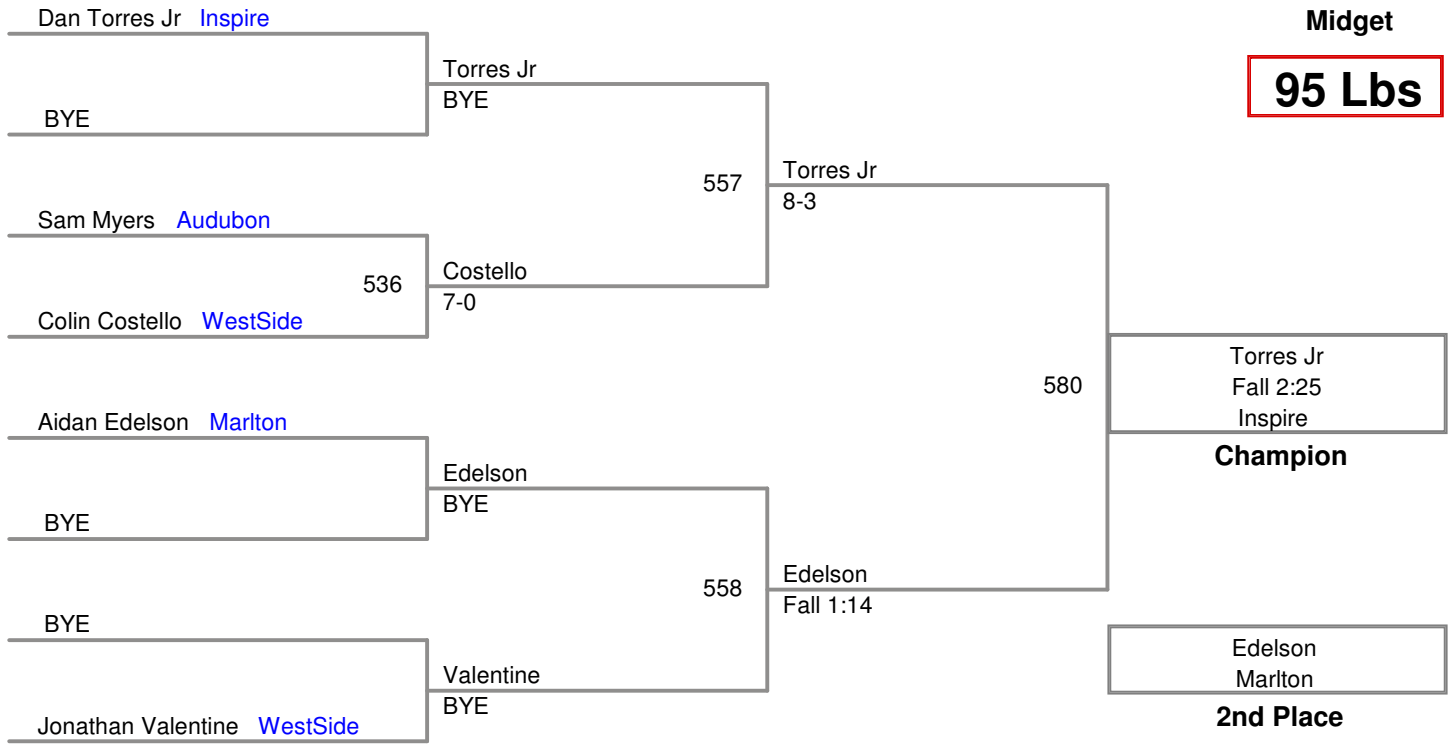 Dan Torres Jr Inspire
Midget
Torres Jr
95 Lbs
BYE
BYE
557
Torres Jr
8-3
Sam Myers Audubon
536
Costello
7-0
Colin Costello WestSide
580
Torres Jr
Fall 2:25
Inspire
Champion
Aidan Edelson Marlton
Edelson
BYE
BYE
558
Edelson
Fall 1:14
BYE
Edelson
Marlton
2nd Place
Valentine
BYE
Jonathan Valentine WestSide